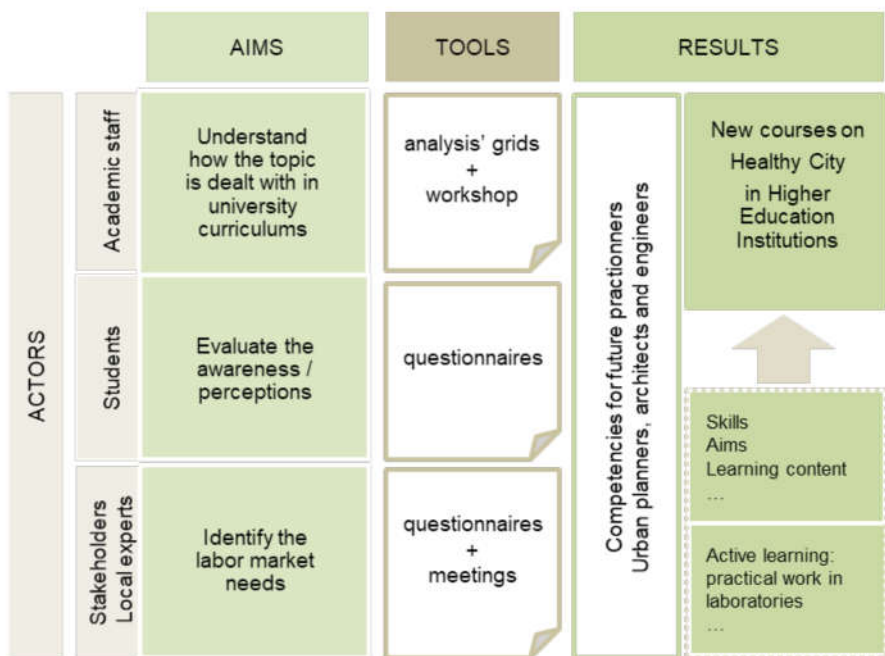 AIMS
TOOLS
RESULTS
ACTORS
Academic staff
Understand
how the topic
is dealt with in
university
curriculums
analysis’ grids
+
workshop
Students
Evaluate the
awareness /
perceptions
questionnaires
Stakeholders
Local experts
Identify the
labor market
needs
questionnaires
+
meetings
Competencies for future practionners
Urban planners, architects and engineers
New courses on
Healthy City
in Higher
Education
Institutions
Skills
Aims
Learning content
...
Active learning:
practical work in
laboratories
...